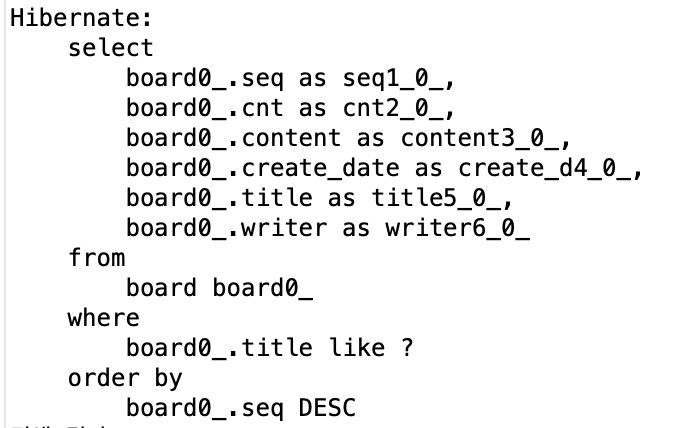 Hibernate:
    select
        board0_.seq as seq1_0_,
        board0_.cnt as cnt2_0_,
        board0_.content as content3_0_,
        board0_.create_date as create_d4_0_,
        board0_.title as title5_0_,
        board0_.writer as writer6_0_
    from
        board board0_
    where
        board0_.title like ?
    order by
        board0_.seq DESC